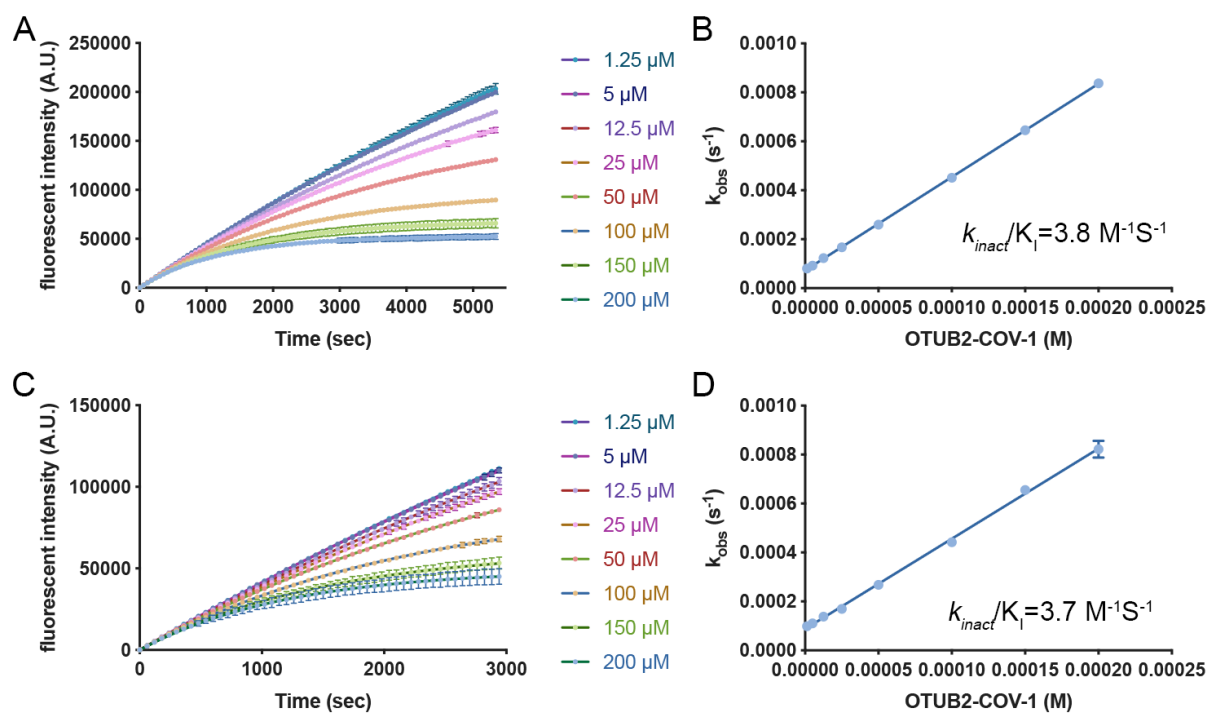 A
fluorescent intensity (A.U.)
250000
200000
150000
100000
50000
0
0 1000 2000 3000 4000 5000
Time (sec)
1.25 µM
5 µM
12.5 µM
25 µM
50 µM
100 µM
150 µM
200 µM
B
kobs (s-1)
0.0010
0.0008
0.0006
0.0004
0.0002
0.0000
kinact/KI=3.8 M-1S-1
0.00000 0.00005 0.00010 0.00015 0.00020 0.00025
OTUB2-COV-1 (M)
C
fluorescent intensity (A.U.)
150000
100000
50000
0
0 1000 2000 3000
Time (sec)
1.25 µM
5 µM
12.5 µM
25 µM
50 µM
100 µM
150 µM
200 µM
D
kobs (s-1)
0.0010
0.0008
0.0006
0.0004
0.0002
0.0000
kinact/KI=3.7 M-1S-1
0.00000 0.00005 0.00010 0.00015 0.00020 0.00025
OTUB2-COV-1 (M)